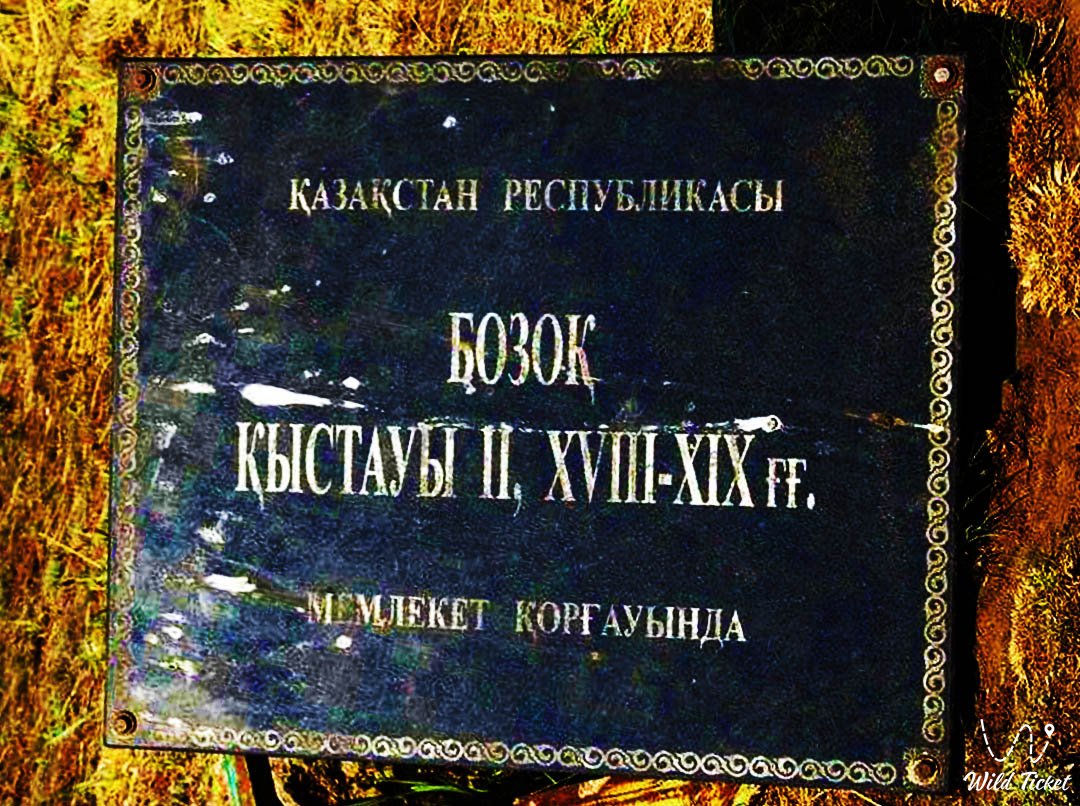 ҚАЗАҚСТАН РЕСПУБЛИКАСЫ
БОЗОҚ
ҚЫСТАУЫ II, XVIII-XIX ғғ.
МЕМЛЕКЕТ ҚОРҒАУЫНДА
Wild Ticket